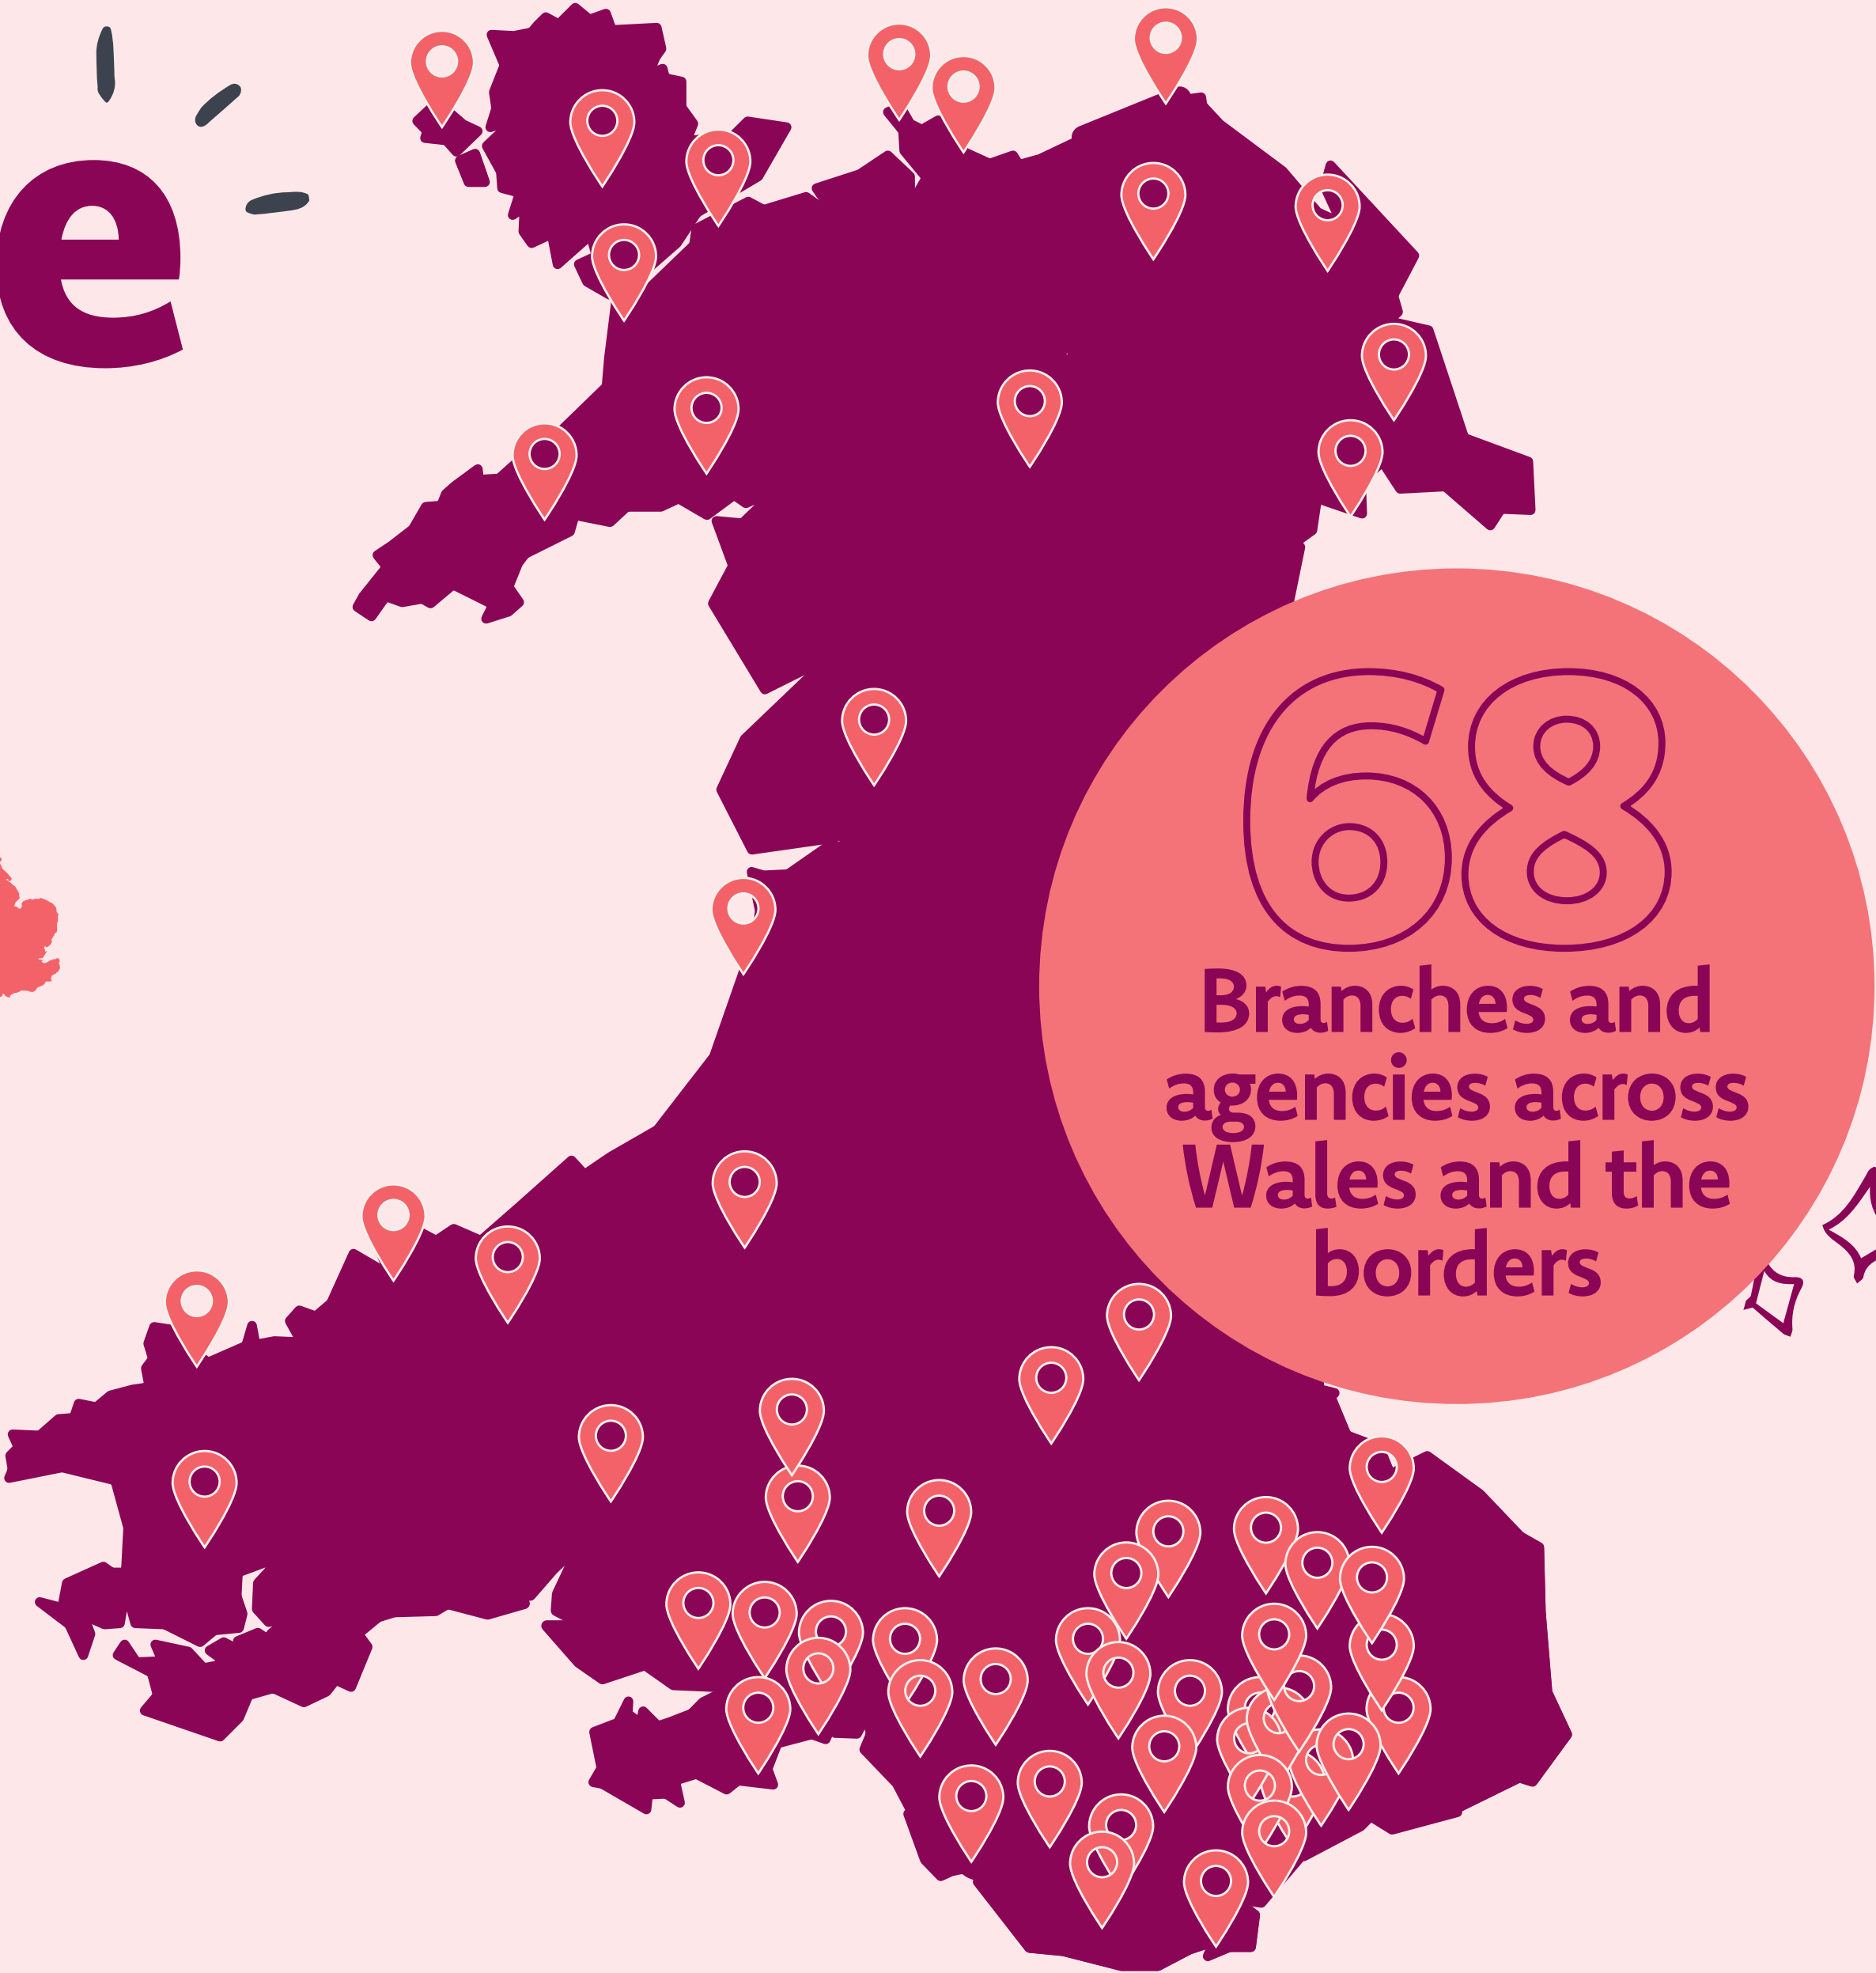 e
68
Branches and
agencies across
Wales and the
borders